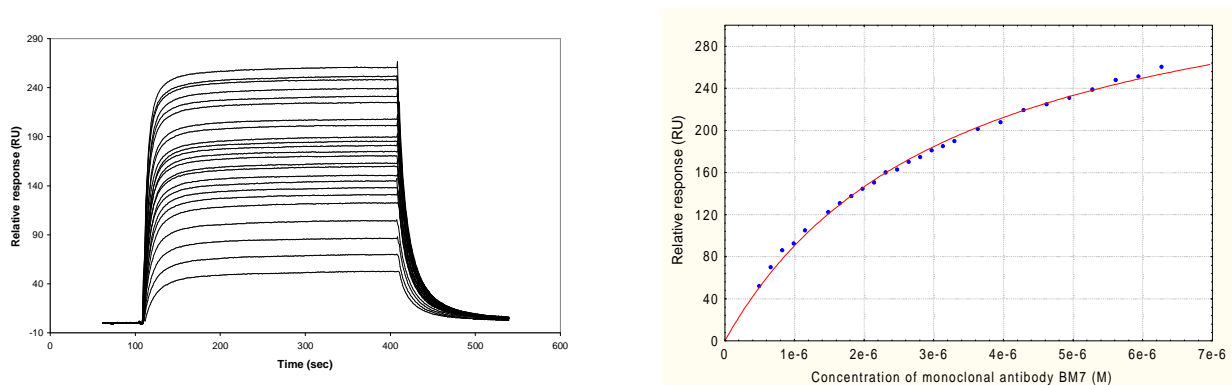 290
240
190
140
90
40
-10
0 100 200 300 400 500 600
Time (sec)
Relative response (RU)
280
240
200
160
120
80
40
0
0 1e-6 2e-6 3e-6 4e-6 5e-6 6e-6 7e-6
Concentration of monoclonal antibody BM7 (M)
Relative response (RU)